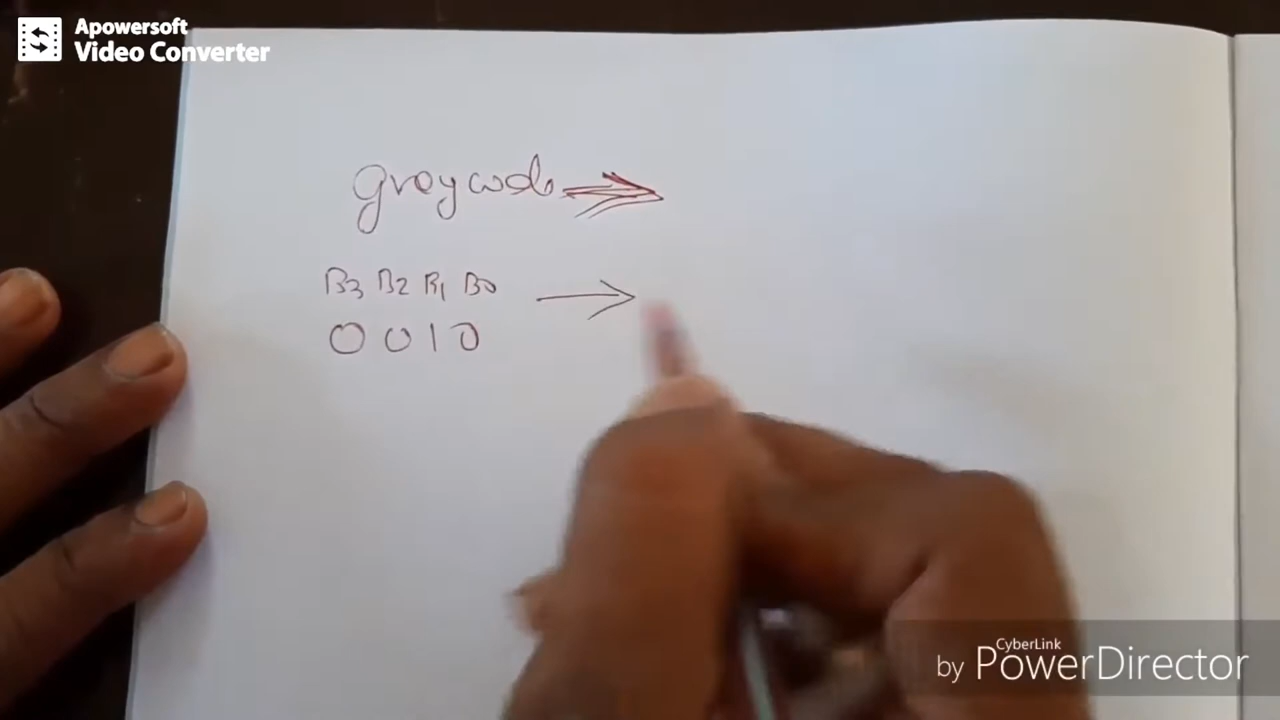 Apowersoft
Video Converter
Greycode
B3 B2 B1 B0
0 0 1 0
CyberLink
by PowerDirector